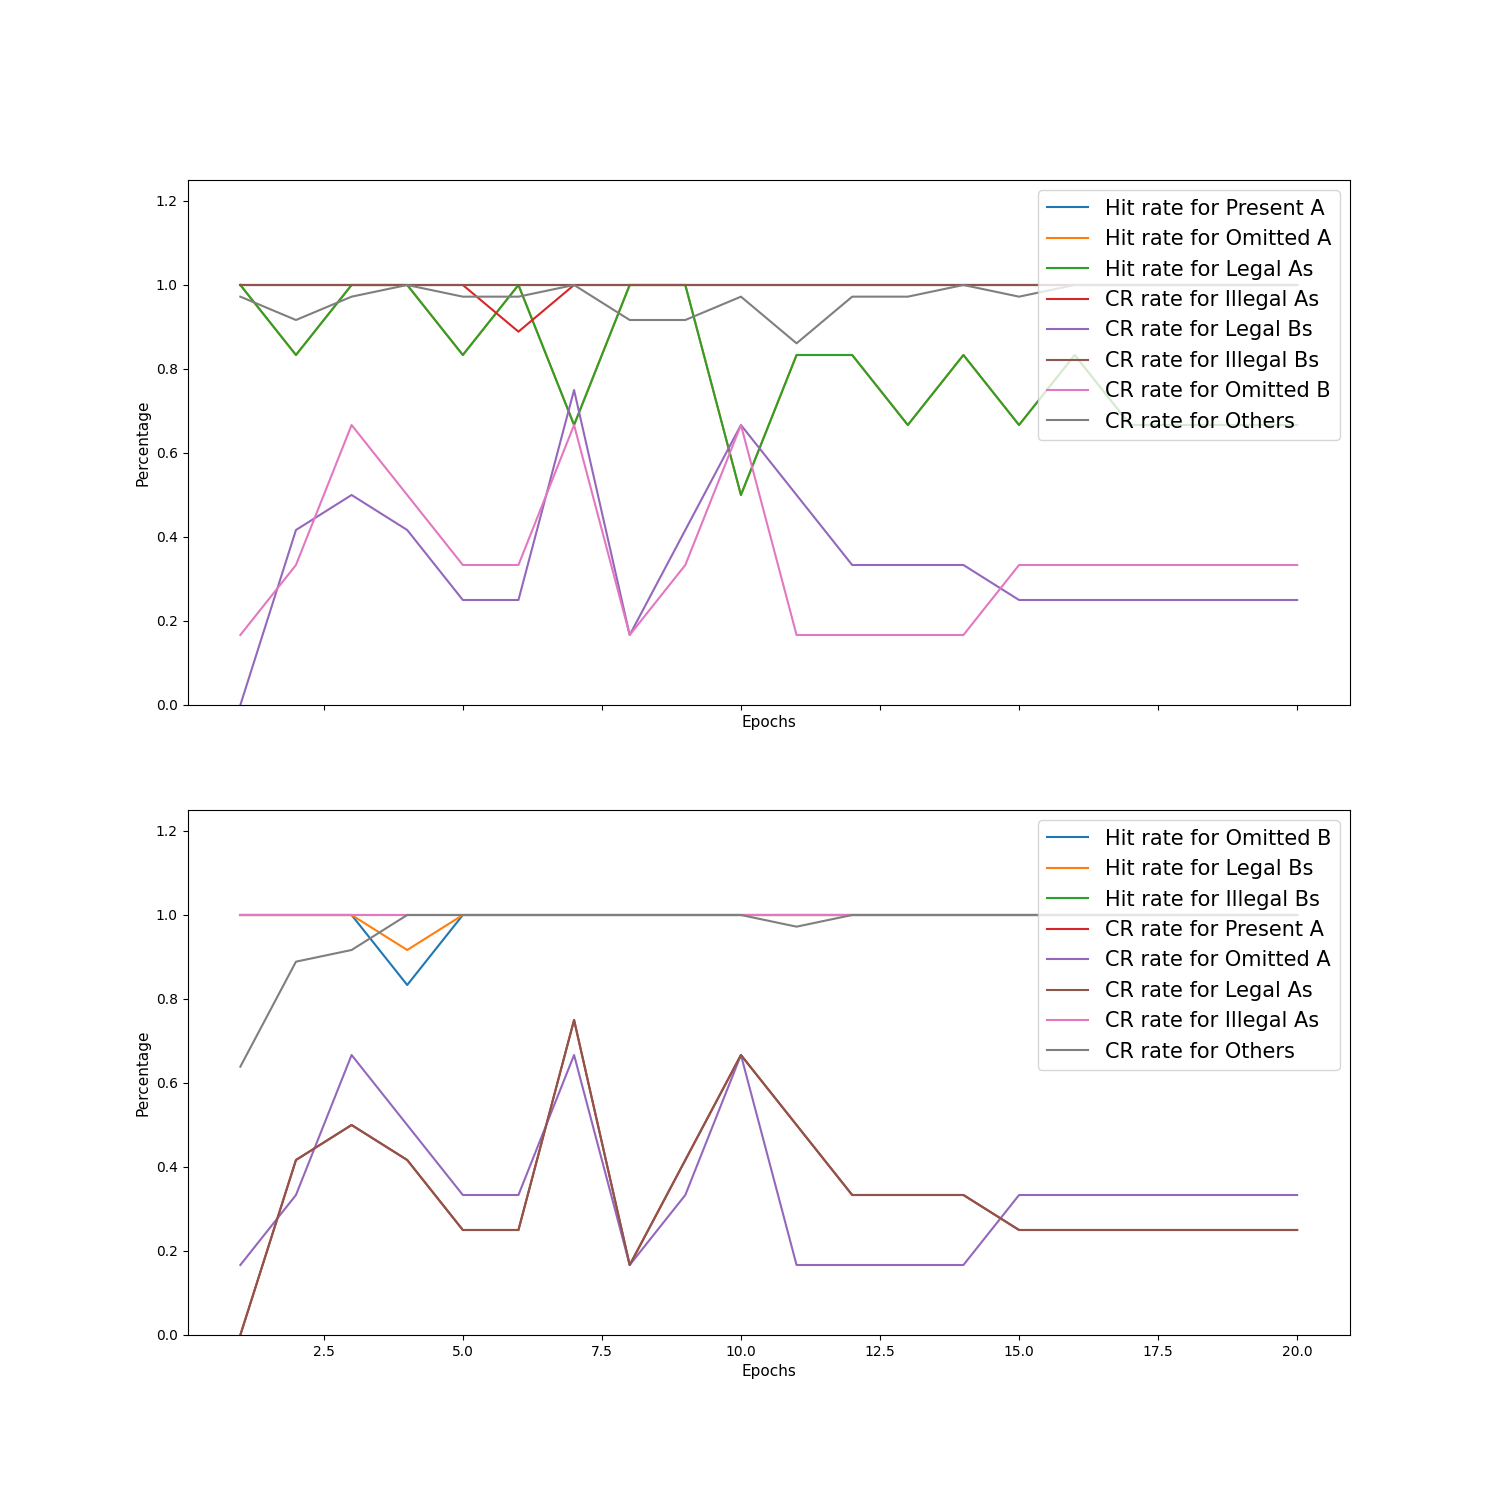 1.2
1.0
0.8
0.6
0.4
0.2
0.0
Percentage
Epochs
Hit rate for Present A
Hit rate for Omitted A
Hit rate for Legal As
CR rate for Illegal As
CR rate for Legal Bs
CR rate for Illegal Bs
CR rate for Omitted B
CR rate for Others
1.2
1.0
0.8
0.6
0.4
0.2
0.0
Percentage
2.5 5.0 7.5 10.0 12.5 15.0 17.5 20.0
Epochs
Hit rate for Omitted B
Hit rate for Legal Bs
Hit rate for Illegal Bs
CR rate for Present A
CR rate for Omitted A
CR rate for Legal As
CR rate for Illegal As
CR rate for Others